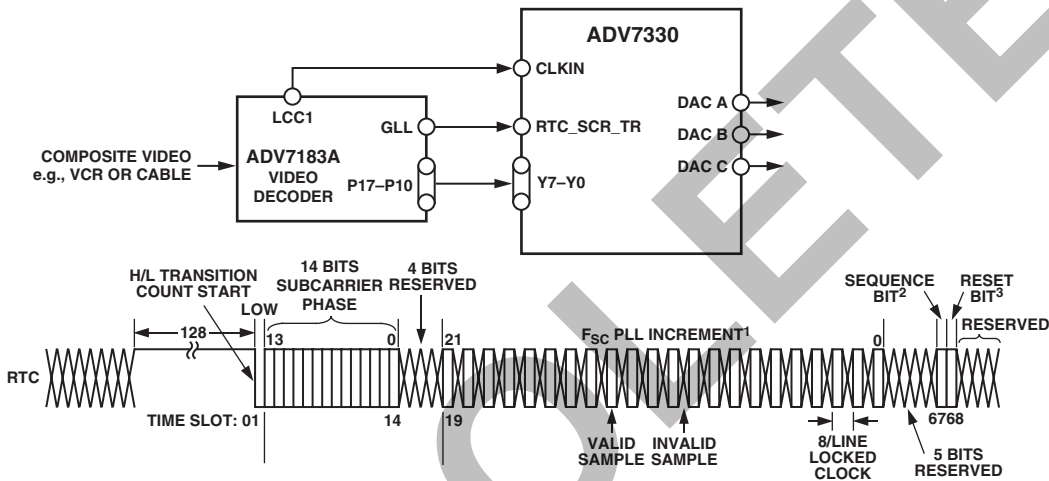 ADV7330
CLKIN
LCC1
GLL
RTC_SCR_TR
DAC A
DAC B
DAC C
COMPOSITE VIDEO
e.g., VCR OR CABLE
ADV7183A
VIDEO
DECODER
P17–P10
Y7–Y0
H/L TRANSITION
COUNT START
LOW
14 BITS
SUBCARRIER
PHASE
4 BITS
RESERVED
SEQUENCE
BIT2
RESET
BIT3
RESERVED
128
13
0
21
FSC PLL INCREMENT1
0
RTC
TIME SLOT: 01
14
19
VALID
SAMPLE
INVALID
SAMPLE
8/LINE
LOCKED
CLOCK
5 BITS
RESERVED
6768
OLETE